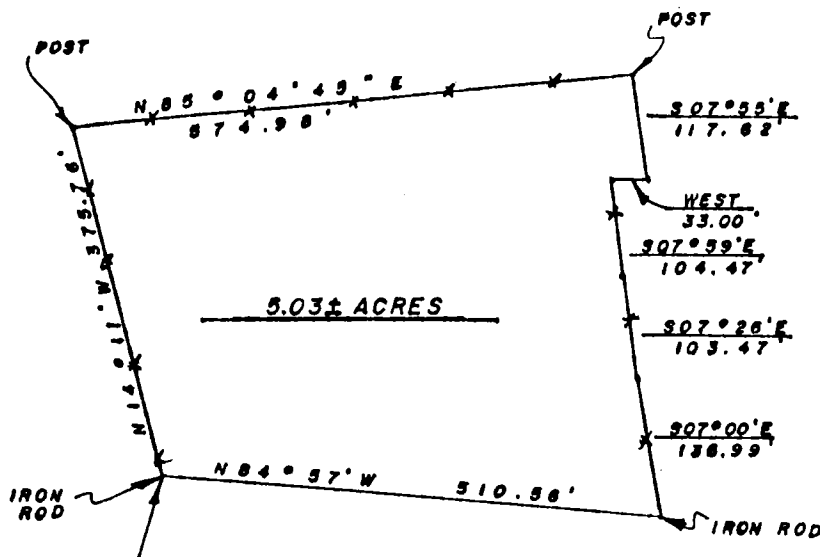 POST
POST
N 85 ° 04 ' 45 " E
574.98'
S07°55'E
117.62'
WEST
33.00'
S07°59'E
104.47'
S07°26'E
103.47'
S07°00'E
136.99'
5.03± ACRES
N 14 ° 11 ' W 375.76'
N 84 ° 57' W 510.56'
IRON
ROD
IRON ROD